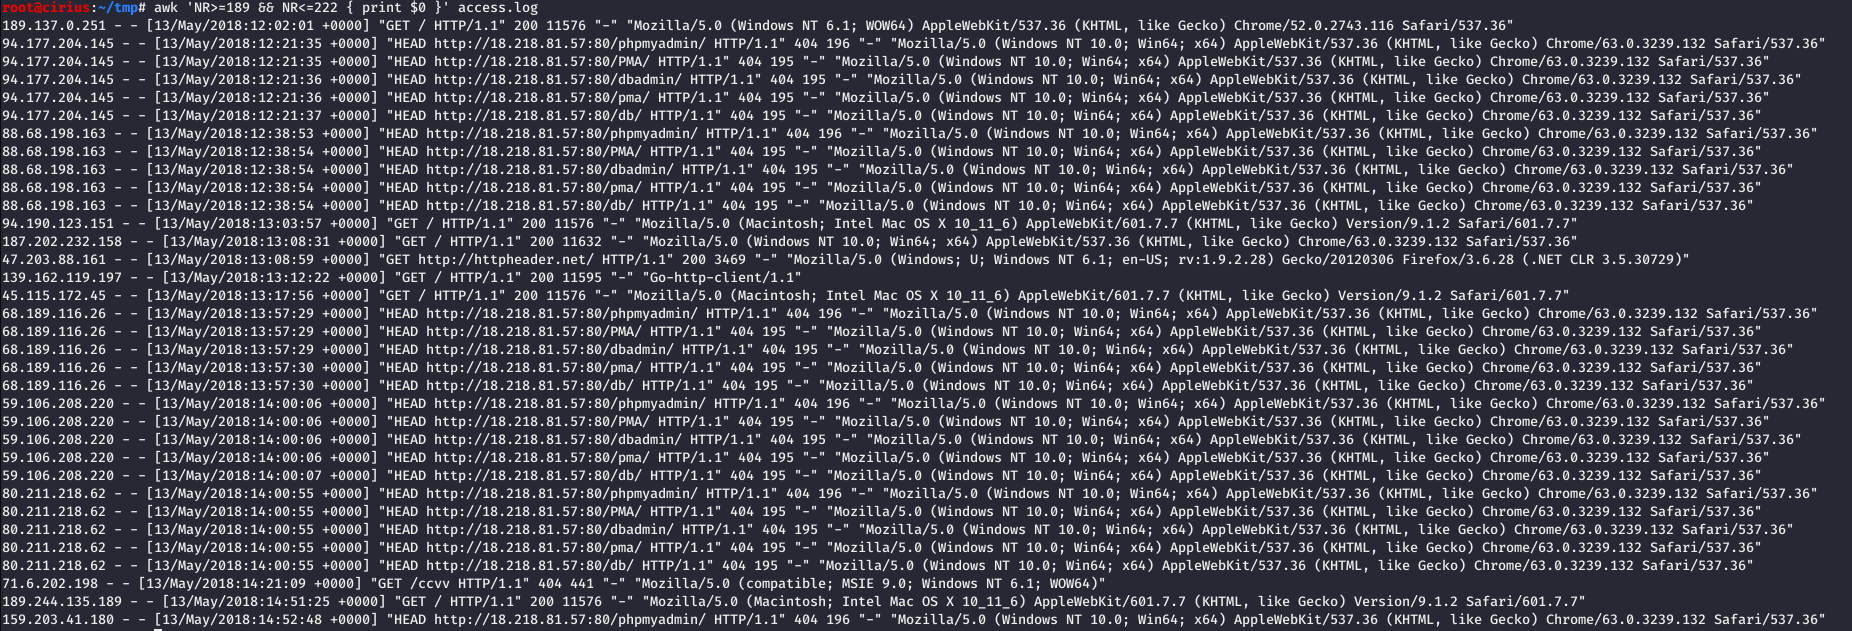 root@cirius:~/tmp# awk 'NR>=189 && NR<=222 { print $0 }' access.log
189.137.0.251 - - [13/May/2018:12:02:01 +0000] "GET / HTTP/1.1" 200 11576 "-" "Mozilla/5.0 (Windows NT 6.1; WOW64) AppleWebKit/537.36 (KHTML, like Gecko) Chrome/52.0.2743.116 Safari/537.36"
94.177.204.145 - - [13/May/2018:12:21:35 +0000] "HEAD http://18.218.81.57:80/phpmyadmin/ HTTP/1.1" 404 196 "-" "Mozilla/5.0 (Windows NT 10.0; Win64; x64) AppleWebKit/537.36 (KHTML, like Gecko) Chrome/63.0.3239.132 Safari/537.36"
94.177.204.145 - - [13/May/2018:12:21:35 +0000] "HEAD http://18.218.81.57:80/PMA/ HTTP/1.1" 404 195 "-" "Mozilla/5.0 (Windows NT 10.0; Win64; x64) AppleWebKit/537.36 (KHTML, like Gecko) Chrome/63.0.3239.132 Safari/537.36"
94.177.204.145 - - [13/May/2018:12:21:36 +0000] "HEAD http://18.218.81.57:80/dbadmin/ HTTP/1.1" 404 195 "-" "Mozilla/5.0 (Windows NT 10.0; Win64; x64) AppleWebKit/537.36 (KHTML, like Gecko) Chrome/63.0.3239.132 Safari/537.36"
94.177.204.145 - - [13/May/2018:12:21:36 +0000] "HEAD http://18.218.81.57:80/pma/ HTTP/1.1" 404 195 "-" "Mozilla/5.0 (Windows NT 10.0; Win64; x64) AppleWebKit/537.36 (KHTML, like Gecko) Chrome/63.0.3239.132 Safari/537.36"
94.177.204.145 - - [13/May/2018:12:21:37 +0000] "HEAD http://18.218.81.57:80/db/ HTTP/1.1" 404 195 "-" "Mozilla/5.0 (Windows NT 10.0; Win64; x64) AppleWebKit/537.36 (KHTML, like Gecko) Chrome/63.0.3239.132 Safari/537.36"
88.68.198.163 - - [13/May/2018:12:38:53 +0000] "HEAD http://18.218.81.57:80/phpmyadmin/ HTTP/1.1" 404 196 "-" "Mozilla/5.0 (Windows NT 10.0; Win64; x64) AppleWebKit/537.36 (KHTML, like Gecko) Chrome/63.0.3239.132 Safari/537.36"
88.68.198.163 - - [13/May/2018:12:38:54 +0000] "HEAD http://18.218.81.57:80/PMA/ HTTP/1.1" 404 195 "-" "Mozilla/5.0 (Windows NT 10.0; Win64; x64) AppleWebKit/537.36 (KHTML, like Gecko) Chrome/63.0.3239.132 Safari/537.36"
88.68.198.163 - - [13/May/2018:12:38:54 +0000] "HEAD http://18.218.81.57:80/dbadmin/ HTTP/1.1" 404 195 "-" "Mozilla/5.0 (Windows NT 10.0; Win64; x64) AppleWebKit/537.36 (KHTML, like Gecko) Chrome/63.0.3239.132 Safari/537.36"
88.68.198.163 - - [13/May/2018:12:38:54 +0000] "HEAD http://18.218.81.57:80/pma/ HTTP/1.1" 404 195 "-" "Mozilla/5.0 (Windows NT 10.0; Win64; x64) AppleWebKit/537.36 (KHTML, like Gecko) Chrome/63.0.3239.132 Safari/537.36"
88.68.198.163 - - [13/May/2018:12:38:54 +0000] "HEAD http://18.218.81.57:80/db/ HTTP/1.1" 404 195 "-" "Mozilla/5.0 (Windows NT 10.0; Win64; x64) AppleWebKit/537.36 (KHTML, like Gecko) Chrome/63.0.3239.132 Safari/537.36"
94.190.123.151 - - [13/May/2018:13:03:57 +0000] "GET / HTTP/1.1" 200 11576 "-" "Mozilla/5.0 (Macintosh; Intel Mac OS X 10_11_6) AppleWebKit/601.7.7 (KHTML, like Gecko) Version/9.1.2 Safari/601.7.7"
187.202.232.158 - - [13/May/2018:13:08:31 +0000] "GET / HTTP/1.1" 200 11632 "-" "Mozilla/5.0 (Windows NT 10.0; Win64; x64) AppleWebKit/537.36 (KHTML, like Gecko) Chrome/63.0.3239.132 Safari/537.36"
47.203.88.161 - - [13/May/2018:13:08:59 +0000] "GET http://httpheader.net/ HTTP/1.1" 200 3469 "-" "Mozilla/5.0 (Windows; U; Windows NT 6.1; en-US; rv:1.9.2.28) Gecko/20120306 Firefox/3.6.28 (.NET CLR 3.5.30729)"
139.162.119.197 - - [13/May/2018:13:12:22 +0000] "GET / HTTP/1.1" 200 11595 "-" "Go-http-client/1.1"
45.115.172.45 - - [13/May/2018:13:17:56 +0000] "GET / HTTP/1.1" 200 11576 "-" "Mozilla/5.0 (Macintosh; Intel Mac OS X 10_11_6) AppleWebKit/601.7.7 (KHTML, like Gecko) Version/9.1.2 Safari/601.7.7"
68.189.116.26 - - [13/May/2018:13:57:29 +0000] "HEAD http://18.218.81.57:80/phpmyadmin/ HTTP/1.1" 404 196 "-" "Mozilla/5.0 (Windows NT 10.0; Win64; x64) AppleWebKit/537.36 (KHTML, like Gecko) Chrome/63.0.3239.132 Safari/537.36"
68.189.116.26 - - [13/May/2018:13:57:29 +0000] "HEAD http://18.218.81.57:80/PMA/ HTTP/1.1" 404 195 "-" "Mozilla/5.0 (Windows NT 10.0; Win64; x64) AppleWebKit/537.36 (KHTML, like Gecko) Chrome/63.0.3239.132 Safari/537.36"
68.189.116.26 - - [13/May/2018:13:57:29 +0000] "HEAD http://18.218.81.57:80/dbadmin/ HTTP/1.1" 404 195 "-" "Mozilla/5.0 (Windows NT 10.0; Win64; x64) AppleWebKit/537.36 (KHTML, like Gecko) Chrome/63.0.3239.132 Safari/537.36"
68.189.116.26 - - [13/May/2018:13:57:30 +0000] "HEAD http://18.218.81.57:80/pma/ HTTP/1.1" 404 195 "-" "Mozilla/5.0 (Windows NT 10.0; Win64; x64) AppleWebKit/537.36 (KHTML, like Gecko) Chrome/63.0.3239.132 Safari/537.36"
68.189.116.26 - - [13/May/2018:13:57:30 +0000] "HEAD http://18.218.81.57:80/db/ HTTP/1.1" 404 195 "-" "Mozilla/5.0 (Windows NT 10.0; Win64; x64) AppleWebKit/537.36 (KHTML, like Gecko) Chrome/63.0.3239.132 Safari/537.36"
59.106.208.220 - - [13/May/2018:14:00:06 +0000] "HEAD http://18.218.81.57:80/phpmyadmin/ HTTP/1.1" 404 196 "-" "Mozilla/5.0 (Windows NT 10.0; Win64; x64) AppleWebKit/537.36 (KHTML, like Gecko) Chrome/63.0.3239.132 Safari/537.36"
59.106.208.220 - - [13/May/2018:14:00:06 +0000] "HEAD http://18.218.81.57:80/PMA/ HTTP/1.1" 404 195 "-" "Mozilla/5.0 (Windows NT 10.0; Win64; x64) AppleWebKit/537.36 (KHTML, like Gecko) Chrome/63.0.3239.132 Safari/537.36"
59.106.208.220 - - [13/May/2018:14:00:06 +0000] "HEAD http://18.218.81.57:80/dbadmin/ HTTP/1.1" 404 195 "-" "Mozilla/5.0 (Windows NT 10.0; Win64; x64) AppleWebKit/537.36 (KHTML, like Gecko) Chrome/63.0.3239.132 Safari/537.36"
59.106.208.220 - - [13/May/2018:14:00:06 +0000] "HEAD http://18.218.81.57:80/pma/ HTTP/1.1" 404 195 "-" "Mozilla/5.0 (Windows NT 10.0; Win64; x64) AppleWebKit/537.36 (KHTML, like Gecko) Chrome/63.0.3239.132 Safari/537.36"
59.106.208.220 - - [13/May/2018:14:00:07 +0000] "HEAD http://18.218.81.57:80/db/ HTTP/1.1" 404 195 "-" "Mozilla/5.0 (Windows NT 10.0; Win64; x64) AppleWebKit/537.36 (KHTML, like Gecko) Chrome/63.0.3239.132 Safari/537.36"
80.211.218.62 - - [13/May/2018:14:00:55 +0000] "HEAD http://18.218.81.57:80/phpmyadmin/ HTTP/1.1" 404 196 "-" "Mozilla/5.0 (Windows NT 10.0; Win64; x64) AppleWebKit/537.36 (KHTML, like Gecko) Chrome/63.0.3239.132 Safari/537.36"
80.211.218.62 - - [13/May/2018:14:00:55 +0000] "HEAD http://18.218.81.57:80/PMA/ HTTP/1.1" 404 195 "-" "Mozilla/5.0 (Windows NT 10.0; Win64; x64) AppleWebKit/537.36 (KHTML, like Gecko) Chrome/63.0.3239.132 Safari/537.36"
80.211.218.62 - - [13/May/2018:14:00:55 +0000] "HEAD http://18.218.81.57:80/dbadmin/ HTTP/1.1" 404 195 "-" "Mozilla/5.0 (Windows NT 10.0; Win64; x64) AppleWebKit/537.36 (KHTML, like Gecko) Chrome/63.0.3239.132 Safari/537.36"
80.211.218.62 - - [13/May/2018:14:00:55 +0000] "HEAD http://18.218.81.57:80/pma/ HTTP/1.1" 404 195 "-" "Mozilla/5.0 (Windows NT 10.0; Win64; x64) AppleWebKit/537.36 (KHTML, like Gecko) Chrome/63.0.3239.132 Safari/537.36"
80.211.218.62 - - [13/May/2018:14:00:55 +0000] "HEAD http://18.218.81.57:80/db/ HTTP/1.1" 404 195 "-" "Mozilla/5.0 (Windows NT 10.0; Win64; x64) AppleWebKit/537.36 (KHTML, like Gecko) Chrome/63.0.3239.132 Safari/537.36"
71.6.202.198 - - [13/May/2018:14:21:09 +0000] "GET /ccvv HTTP/1.1" 404 441 "-" "Mozilla/5.0 (compatible; MSIE 9.0; Windows NT 6.1; WOW64)"
189.244.135.189 - - [13/May/2018:14:51:25 +0000] "GET / HTTP/1.1" 200 11576 "-" "Mozilla/5.0 (Macintosh; Intel Mac OS X 10_11_6) AppleWebKit/601.7.7 (KHTML, like Gecko) Version/9.1.2 Safari/601.7.7"
159.203.41.180 - - [13/May/2018:14:52:48 +0000] "HEAD http://18.218.81.57:80/phpmyadmin/ HTTP/1.1" 404 196 "-" "Mozilla/5.0 (Windows NT 10.0; Win64; x64) AppleWebKit/537.36 (KHTML, like Gecko) Chrome/63.0.3239.132 Safari/537.36"